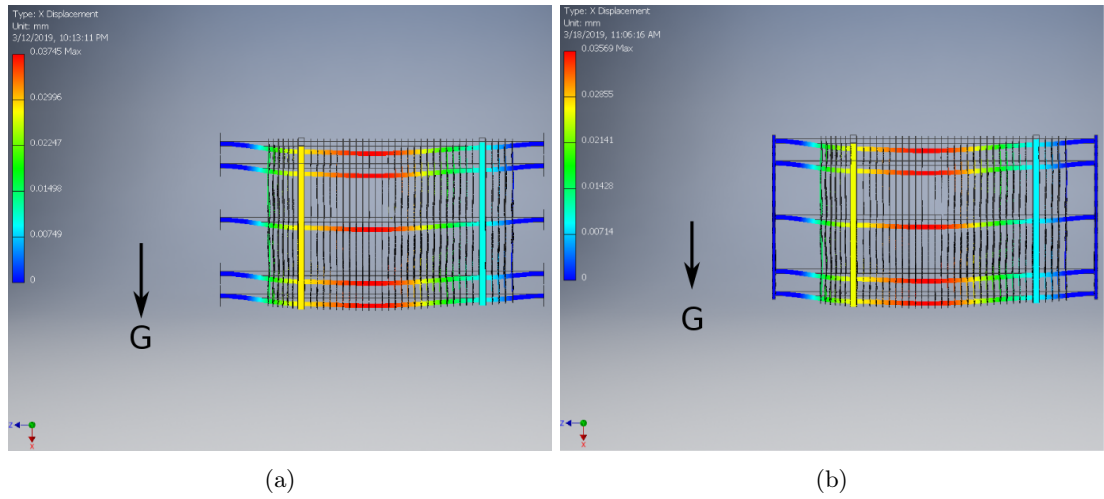 Type: X Displacement
Unit: mm
3/12/2019, 10:13:11 PM
0.03745 Max
0.02996
0.02247
0.01498
0.00749
0
G
Z
X
(a)
Type: X Displacement
Unit: mm
3/18/2019, 11:06:16 AM
0.03569 Max
0.02855
0.02141
0.01428
0.00714
0
G
Z
X
(b)